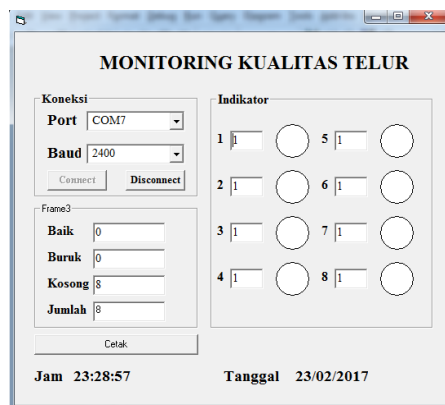 MONITORING KUALITAS TELUR
Koneksi
Port COM7
Baud 2400
Connect Disconnect
Frame3
Baik 0
Buruk 0
Kosong 8
Jumlah 8
Cetak
Indikator
1 1 5 1
2 1 6 1
3 1 7 1
4 1 8 1
Jam 23:28:57 Tanggal 23/02/2017